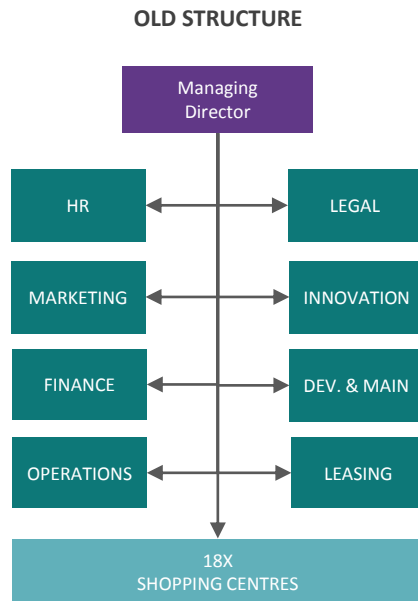 OLD STRUCTURE
Managing
Director
HR
LEGAL
MARKETING
INNOVATION
FINANCE
DEV. & MAIN
OPERATIONS
LEASING
18X
SHOPPING CENTRES